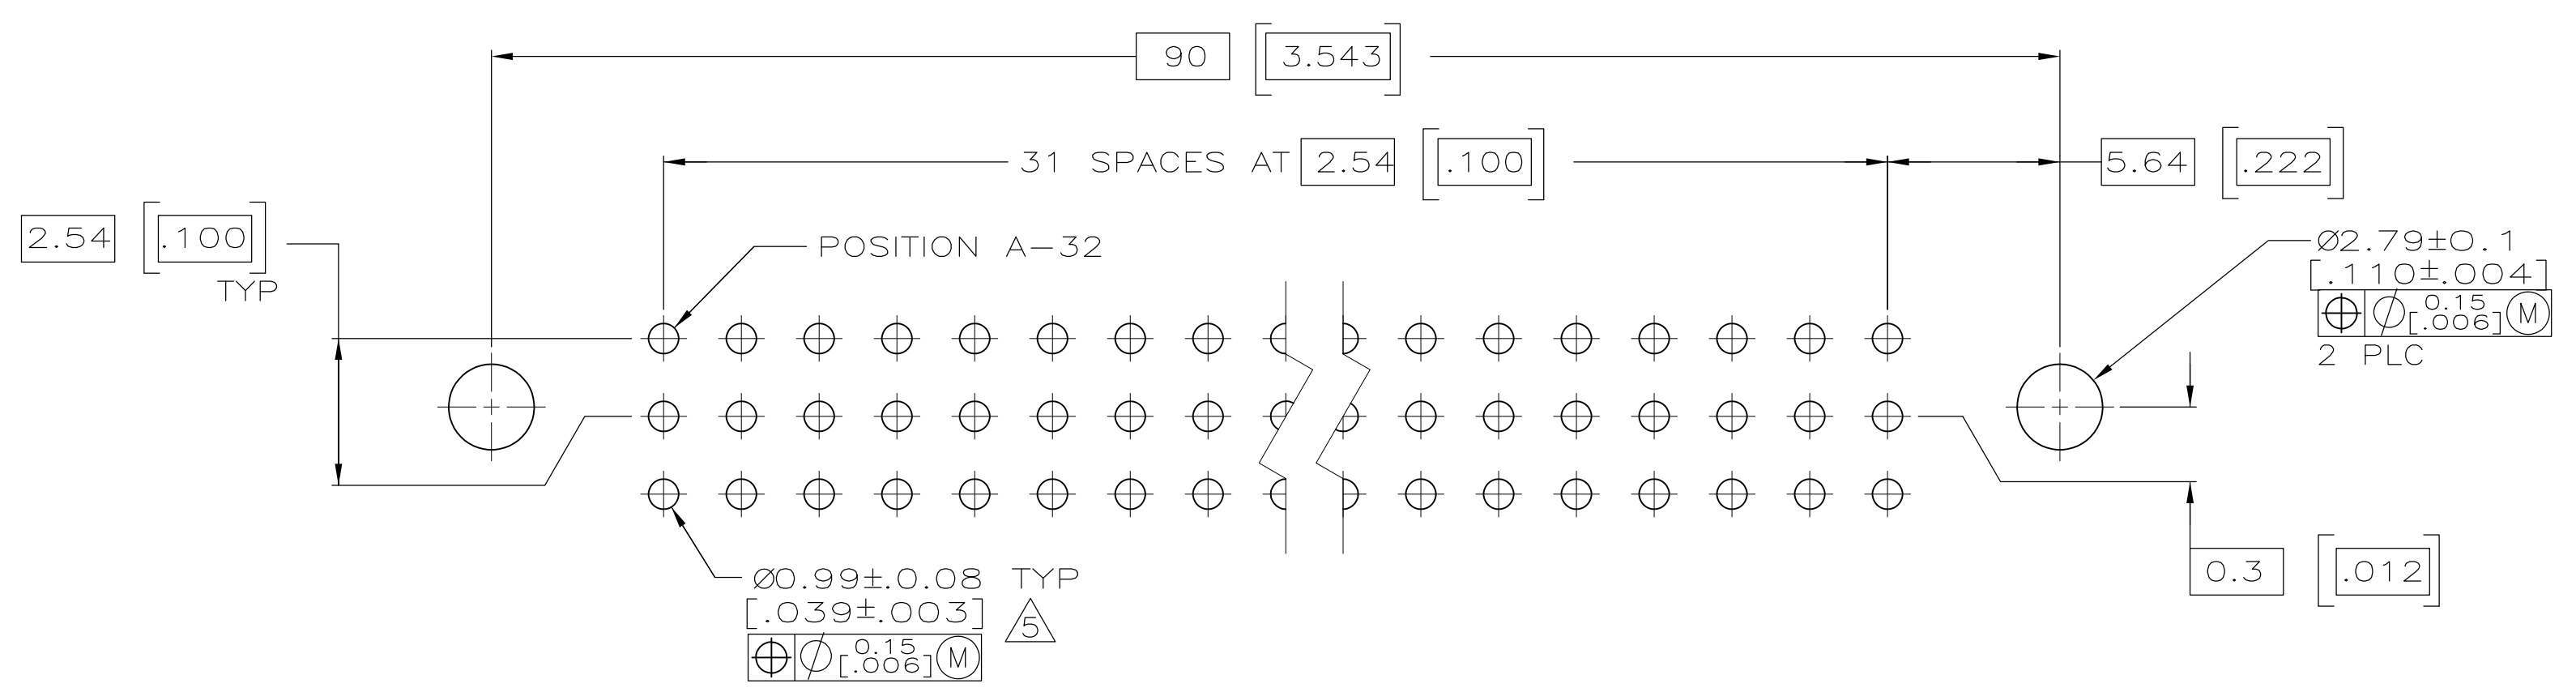 90 [3.543]
31 SPACES AT 2.54 [.100]
5.64 [.222]
2.54 [.100]
TYP
POSITION A-32
Ø2.79±0.1
[.110±.004]
⌖ Ø 0.15 Ⓜ
[.006]
2 PLC
Ø0.99±0.08 TYP
[.039±.003]
5
⌖ Ø 0.15 Ⓜ
[.006]
0.3 [.012]